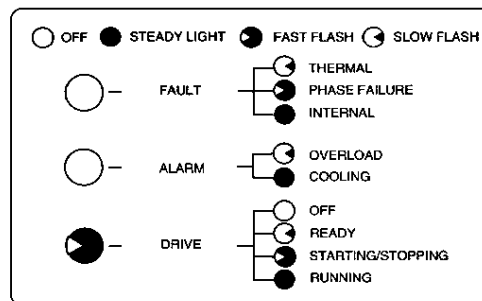 OFF STEADY LIGHT FAST FLASH SLOW FLASH
THERMAL
FAULT PHASE FAILURE
INTERNAL
OVERLOAD
ALARM
COOLING
OFF
READY
DRIVE STARTING/STOPPING
RUNNING